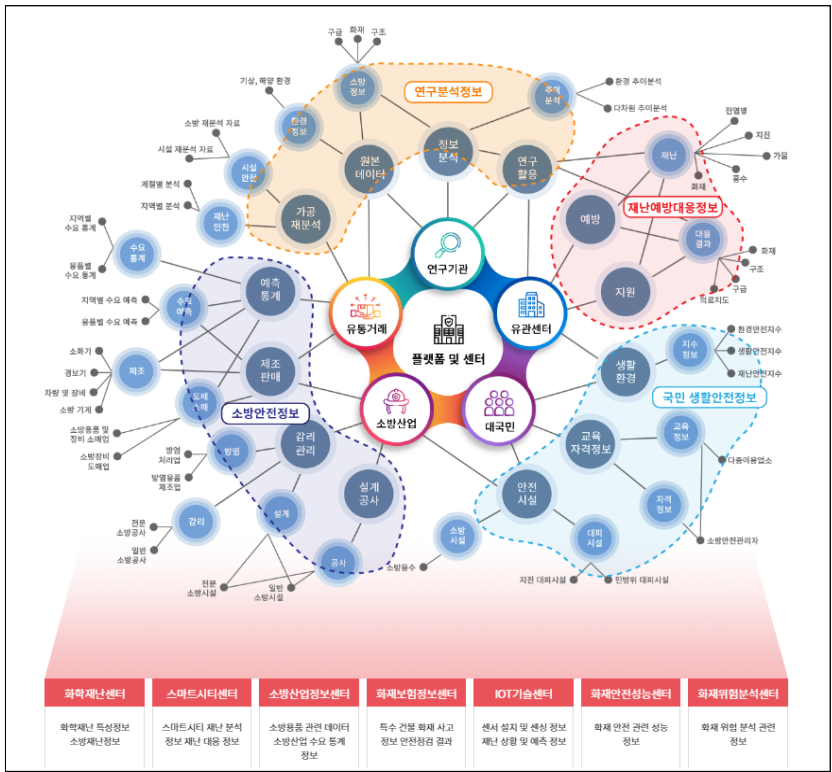 구급
화재
구조
기상, 해양 환경
소방
정보
연구분석정보
추이
분석
환경 추이분석
다차원 추이분석
소방 재분석 자료
환경
정보
시설 재분석 자료
시설
안전
원본
데이터
정보
분석
연구
활용
재난
전염병
지진
가뭄
홍수
화재
계절별 분석
지역별 분석
재난
안전
가공
재분석
예방
재난예방대응정보
대응
결과
지원
화재
구조
구급
의료지도
지역별
수요 통계
수요
통계
용품별
수요 통계
예측
통계
연구기관
유통거래
유관센터
플랫폼 및 센터
소방산업
대국민
지역별 수요 예측
용품별 수요 예측
수요
예측
소화기
경보기
차량 및 장비
소방 기계
제조
제조
판매
도매
소매
소방안전정보
소방용품 및
장비 소매업
소방장비
도매업
감리
관리
방염
방염
처리업
방염용품
제조업
설계
공사
감리
설계
공사
전문
소방공사
일반
소방공사
전문
소방시설
일반
소방시설
생활
환경
지수
정보
환경안전지수
생활안전지수
재난안전지수
국민 생활안전정보
교육
자격정보
교육
정보
다중이용업소
안전
시설
자격
정보
소방안전관리자
소방
시설
소방용수
대피
시설
지진 대피시설
민방위 대피시설
화학재난센터
화학재난 특성정보
소방재난정보
스마트시티센터
스마트시티 재난 분석
정보 재난 대응 정보
소방산업정보센터
소방용품 관련 데이터
소방산업 수요 통계
정보
화재보험정보센터
특수 건물 화재 사고
정보 안전점검 결과
IOT기술센터
센서 설치 및 센싱 정보
재난 상황 및 예측 정보
화재안전성능센터
화재 안전 관련 성능
정보
화재위험분석센터
화재 위험 분석 관련
정보